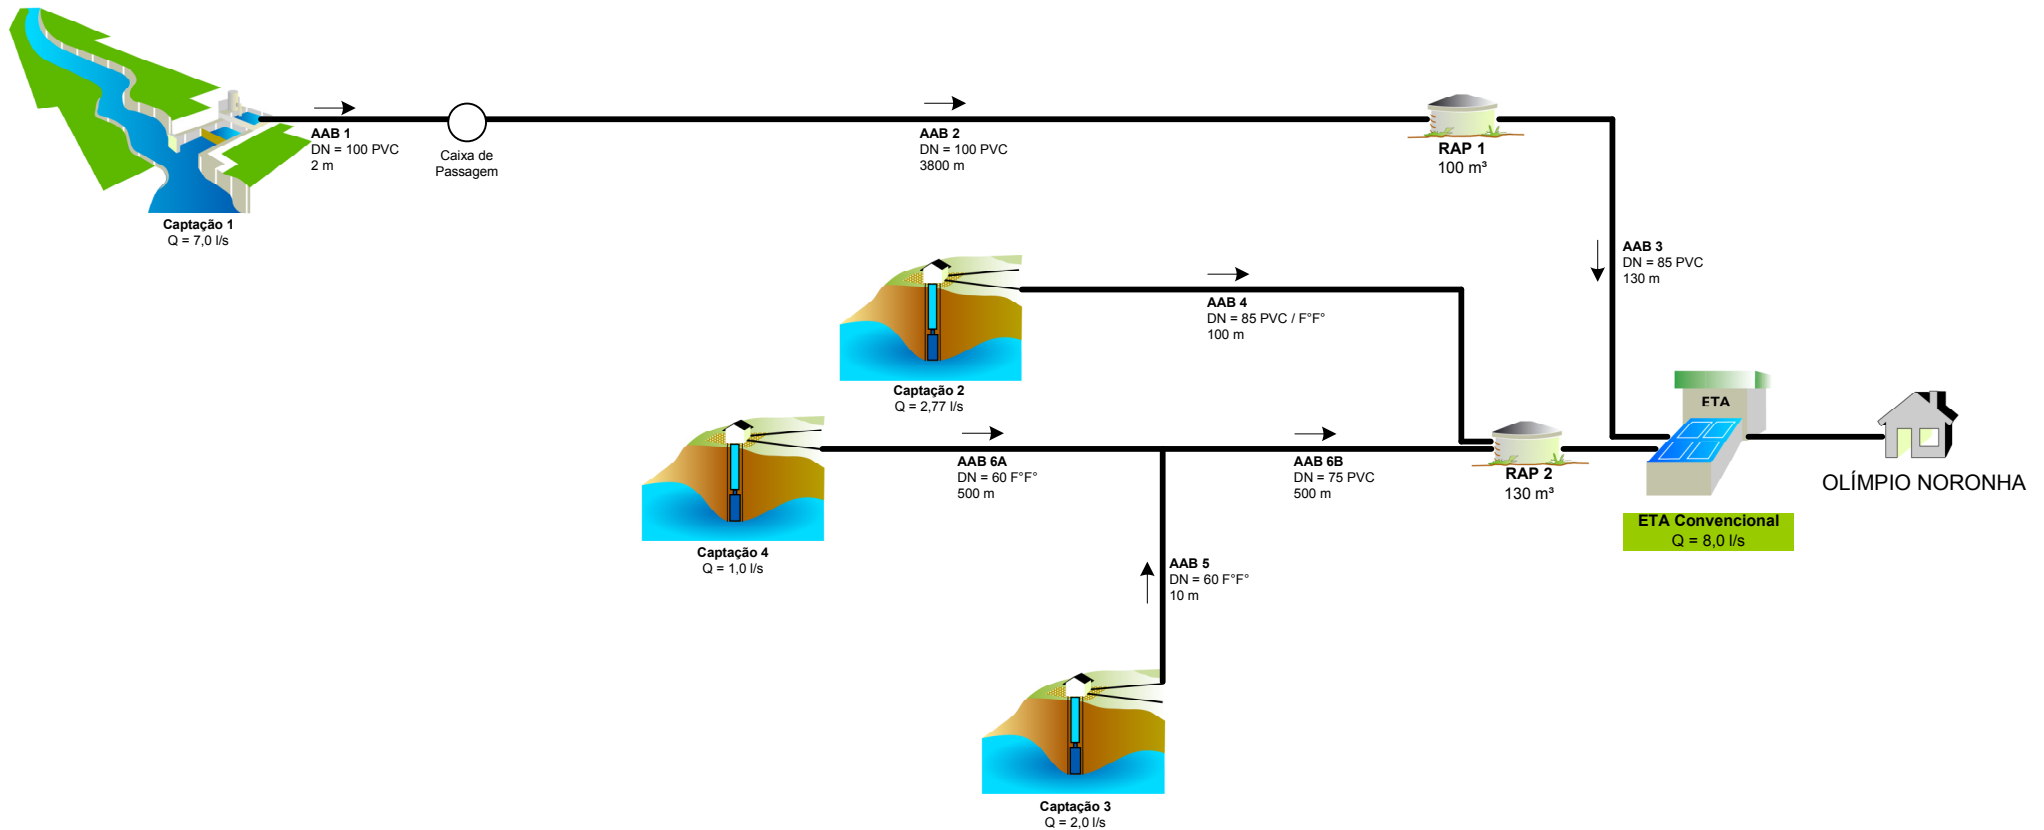 AAB 1
DN = 100 PVC
2 m
Caixa de
Passagem
AAB 2
DN = 100 PVC
3800 m
RAP 1
100 m³
Captação 1
Q = 7,0 l/s
AAB 3
DN = 85 PVC
130 m
AAB 4
DN = 85 PVC / F°F°
100 m
Captação 2
Q = 2,77 l/s
ETA
AAB 6A
DN = 60 F°F°
500 m
AAB 6B
DN = 75 PVC
500 m
RAP 2
130 m³
OLÍMPIO NORONHA
ETA Convencional
Q = 8,0 l/s
Captação 4
Q = 1,0 l/s
AAB 5
DN = 60 F°F°
10 m
Captação 3
Q = 2,0 l/s